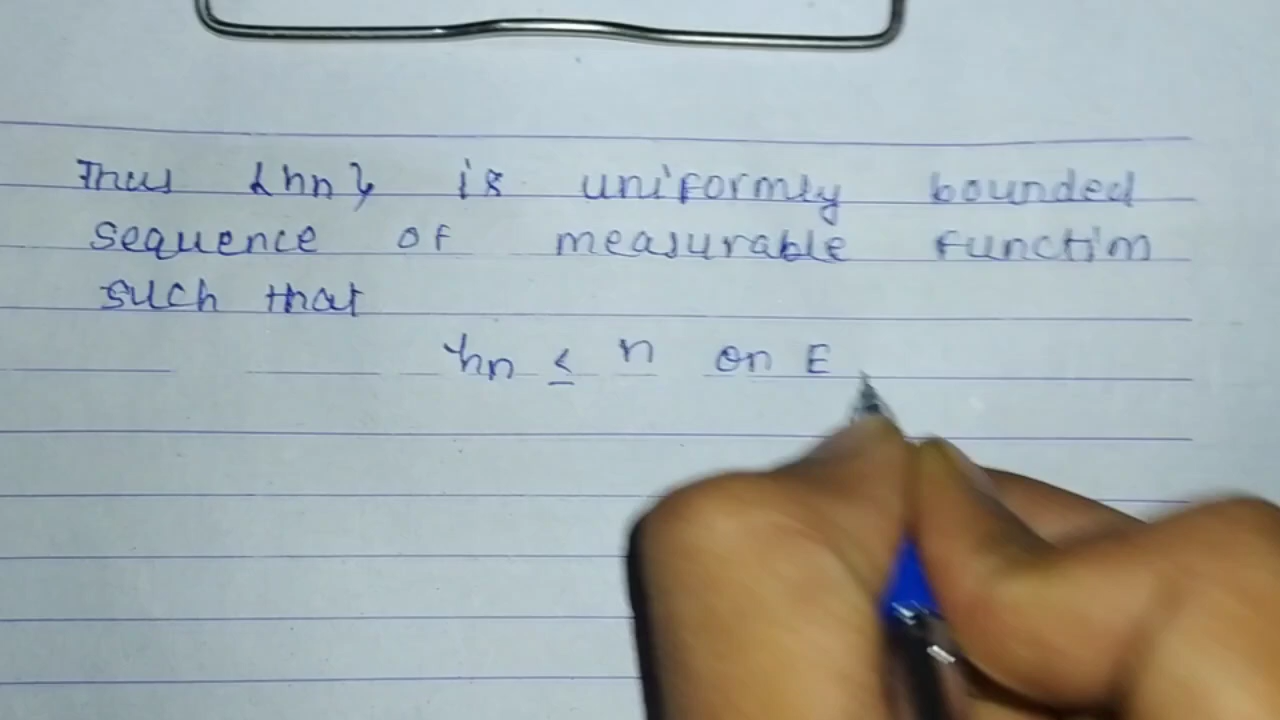 Thus {hn} is uniformly bounded
sequence of measurable function
such that
hn ≤ n on E